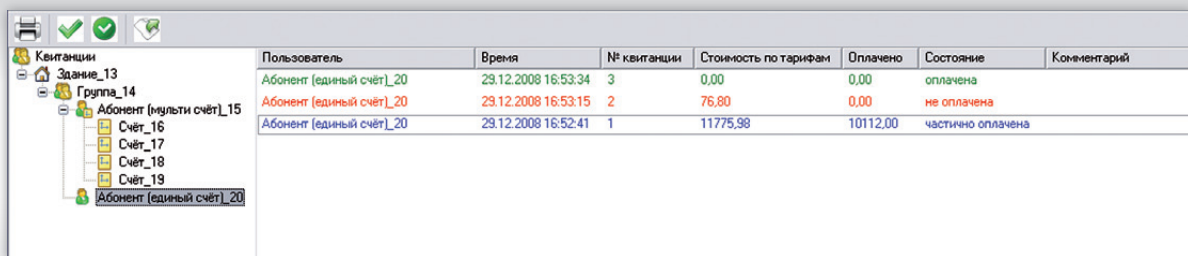 Квитанции
Здание_13
Группа_14
Абонент (мульти счёт)_15
Счёт_16
Счёт_17
Счёт_18
Счёт_19
Абонент (единый счёт)_20
Пользователь Время № квитанции Стоимость по тарифам Оплачено Состояние Комментарий
Абонент (единый счёт)_20 29.12.2008 16:53:34 3 0,00 0,00 оплачена
Абонент (единый счёт)_20 29.12.2008 16:53:15 2 76,80 0,00 не оплачена
Абонент (единый счёт)_20 29.12.2008 16:52:41 1 11775,98 10112,00 частично оплачена